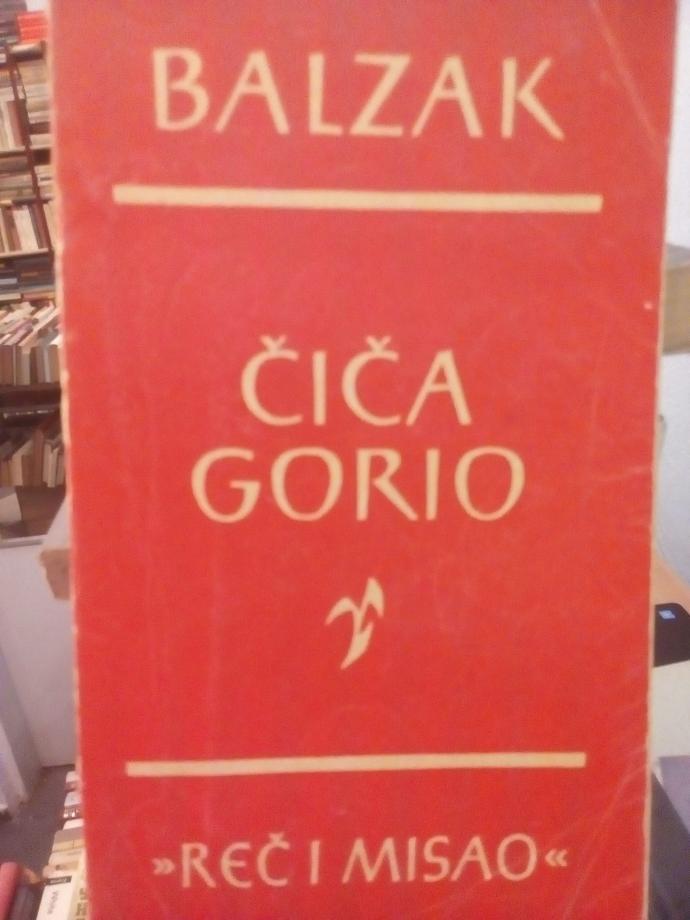 BALZAK
ČIČA
GORIO
»REČ I MISAO«